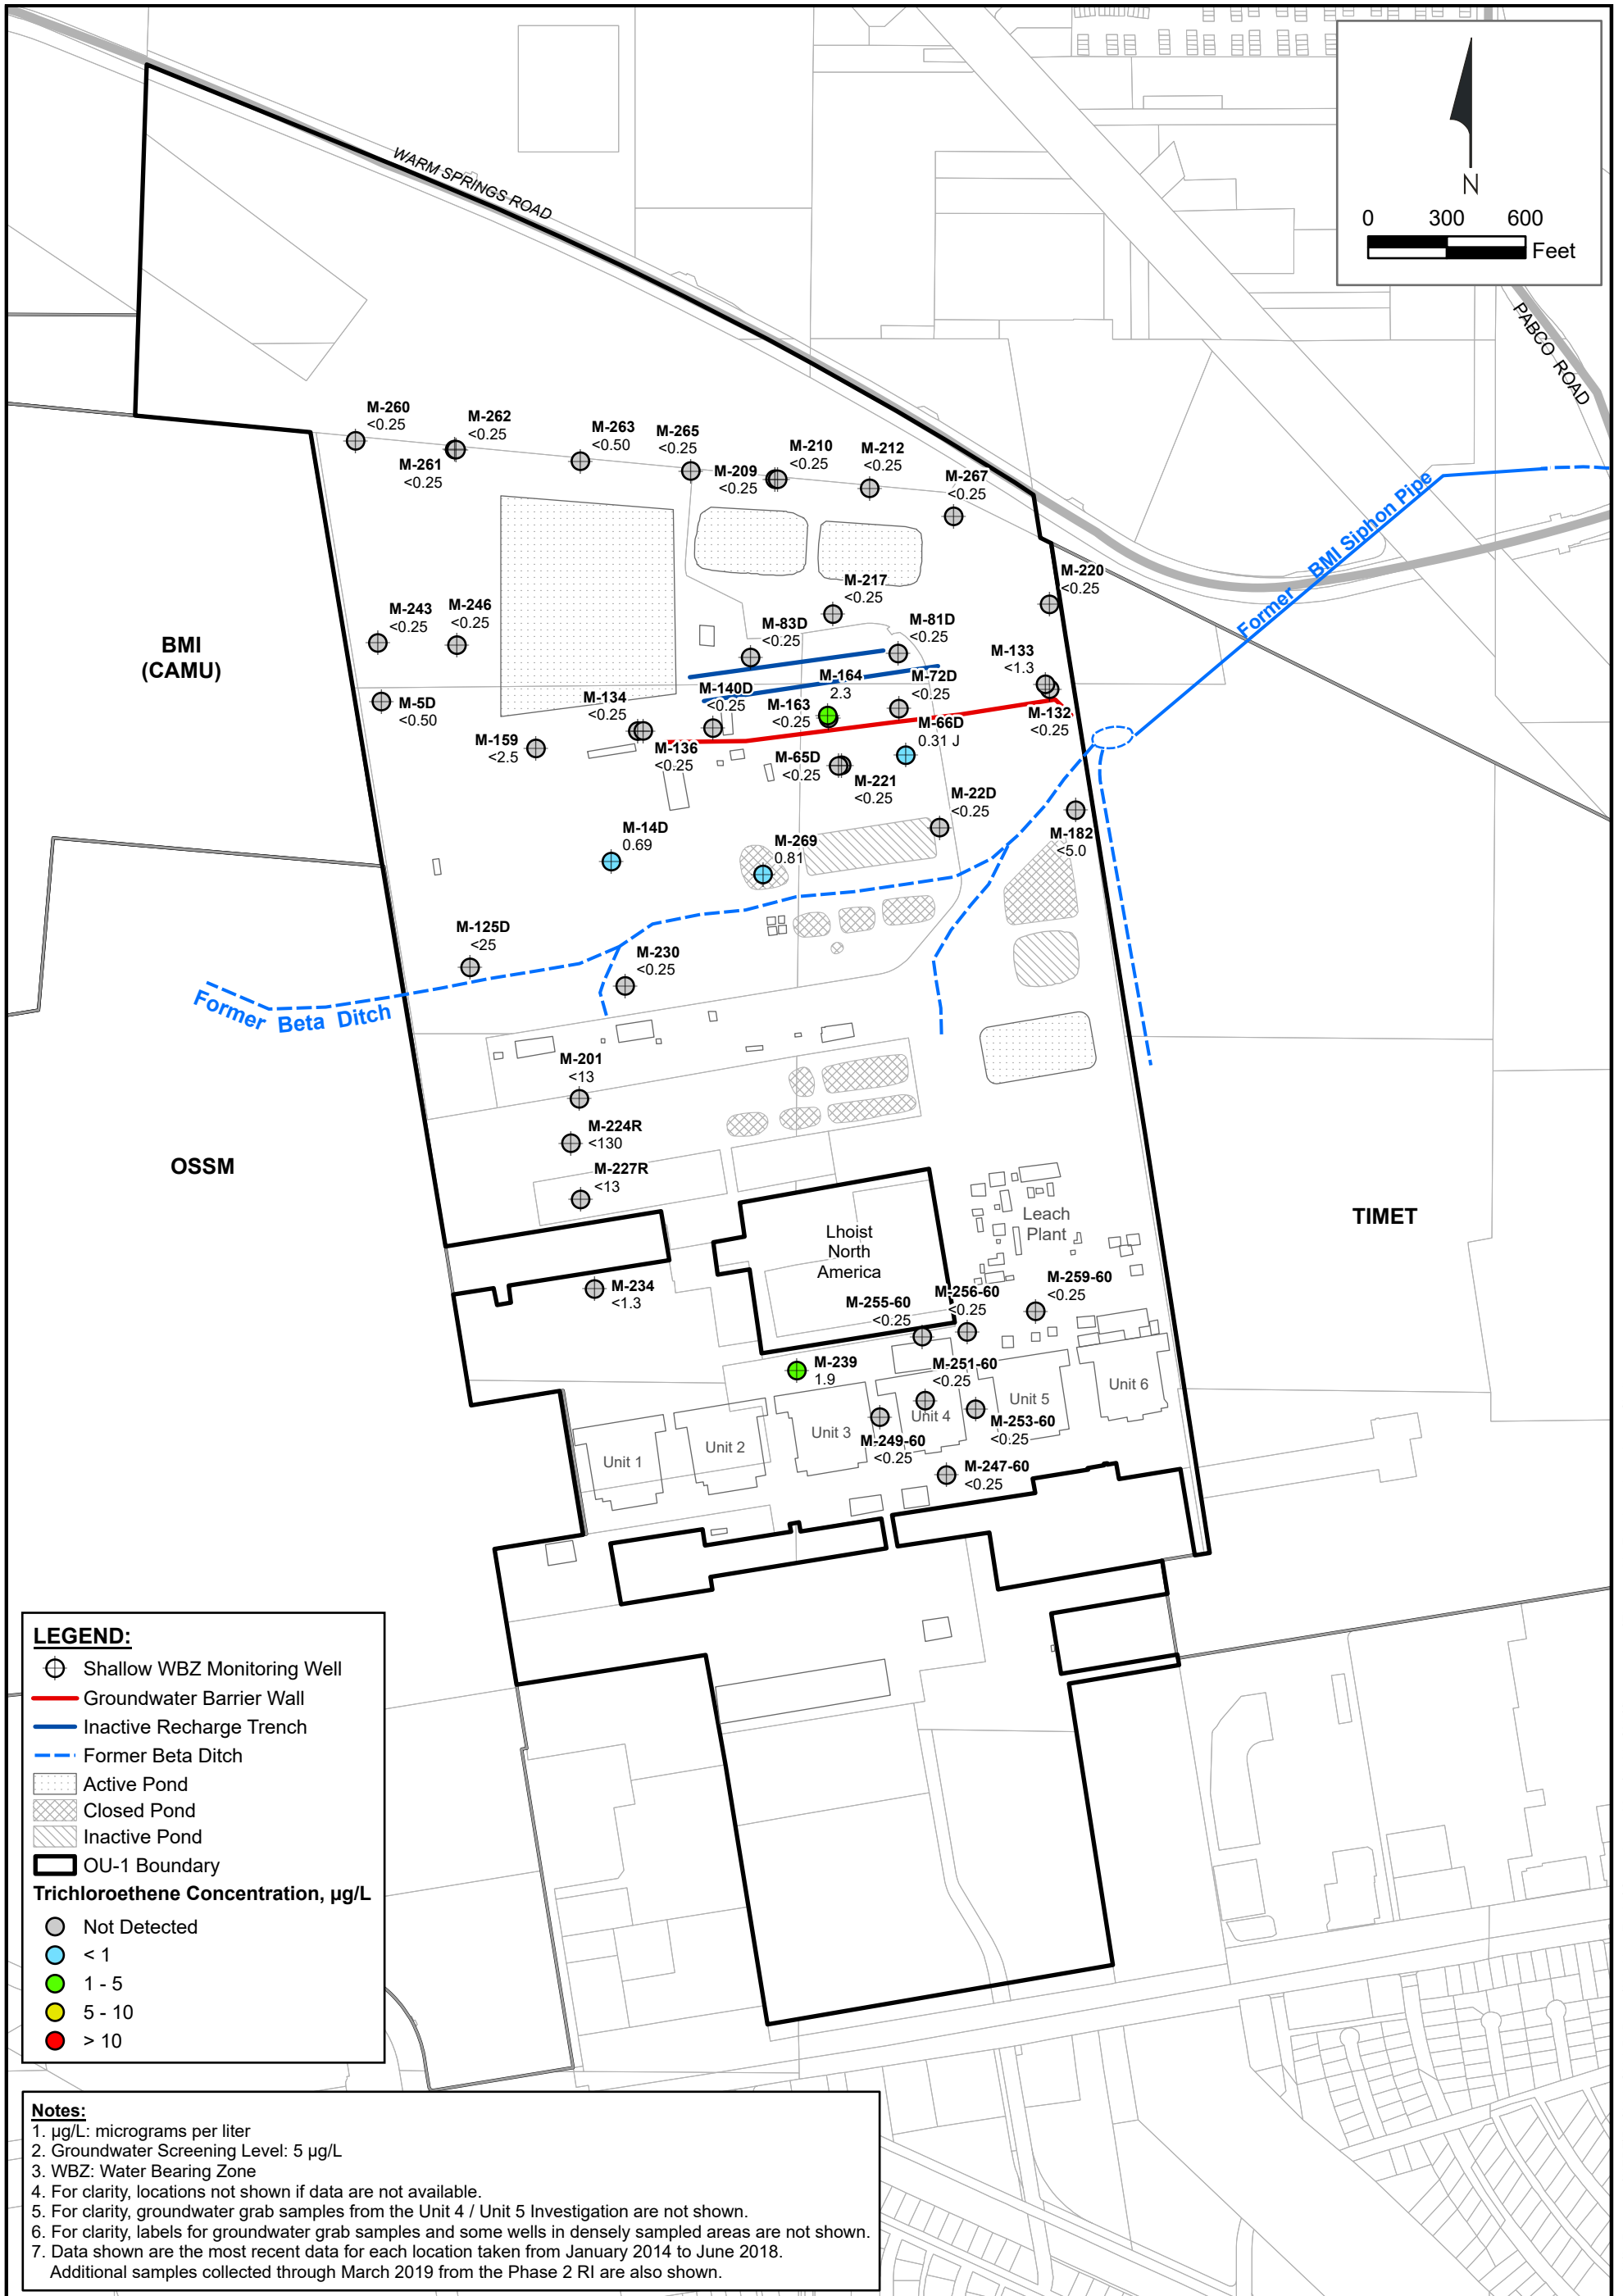 WARM SPRINGS ROAD
N
0 300 600
Feet
PABCO ROAD
M-260
<0.25
M-262
<0.25
M-261
<0.25
M-263
<0.50
M-265
<0.25
M-209
<0.25
M-210
<0.25
M-212
<0.25
M-267
<0.25
Former BMI Siphon Pipe
M-220
<0.25
M-217
<0.25
M-243
<0.25
M-246
<0.25
BMI
(CAMU)
M-83D
<0.25
M-81D
<0.25
M-133
<1.3
M-5D
<0.50
M-134
<0.25
M-140D
<0.25
M-164
2.3
M-72D
<0.25
M-163
<0.25
M-132
<0.25
M-66D
0.31 J
M-159
<2.5
M-136
<0.25
M-65D
<0.25
M-221
<0.25
M-22D
<0.25
M-182
<5.0
M-14D
0.69
M-269
0.81
M-125D
<25
M-230
<0.25
Former Beta Ditch
M-201
<13
M-224R
<130
M-227R
<13
OSSM
TIMET
Leach
Plant
Lhoist
North
America
M-234
<1.3
M-255-60
<0.25
M-256-60
<0.25
M-259-60
<0.25
M-239
1.9
M-251-60
<0.25
M-253-60
<0.25
M-249-60
<0.25
M-247-60
<0.25
Unit 1
Unit 2
Unit 3
Unit 4
Unit 5
Unit 6
LEGEND:
Shallow WBZ Monitoring Well
Groundwater Barrier Wall
Inactive Recharge Trench
Former Beta Ditch
Active Pond
Closed Pond
Inactive Pond
OU-1 Boundary
Trichloroethene Concentration, µg/L
Not Detected
< 1
1 - 5
5 - 10
> 10
Notes:
1. µg/L: micrograms per liter
2. Groundwater Screening Level: 5 µg/L
3. WBZ: Water Bearing Zone
4. For clarity, locations not shown if data are not available.
5. For clarity, groundwater grab samples from the Unit 4 / Unit 5 Investigation are not shown.
6. For clarity, labels for groundwater grab samples and some wells in densely sampled areas are not shown.
7. Data shown are the most recent data for each location taken from January 2014 to June 2018.
Additional samples collected through March 2019 from the Phase 2 RI are also shown.